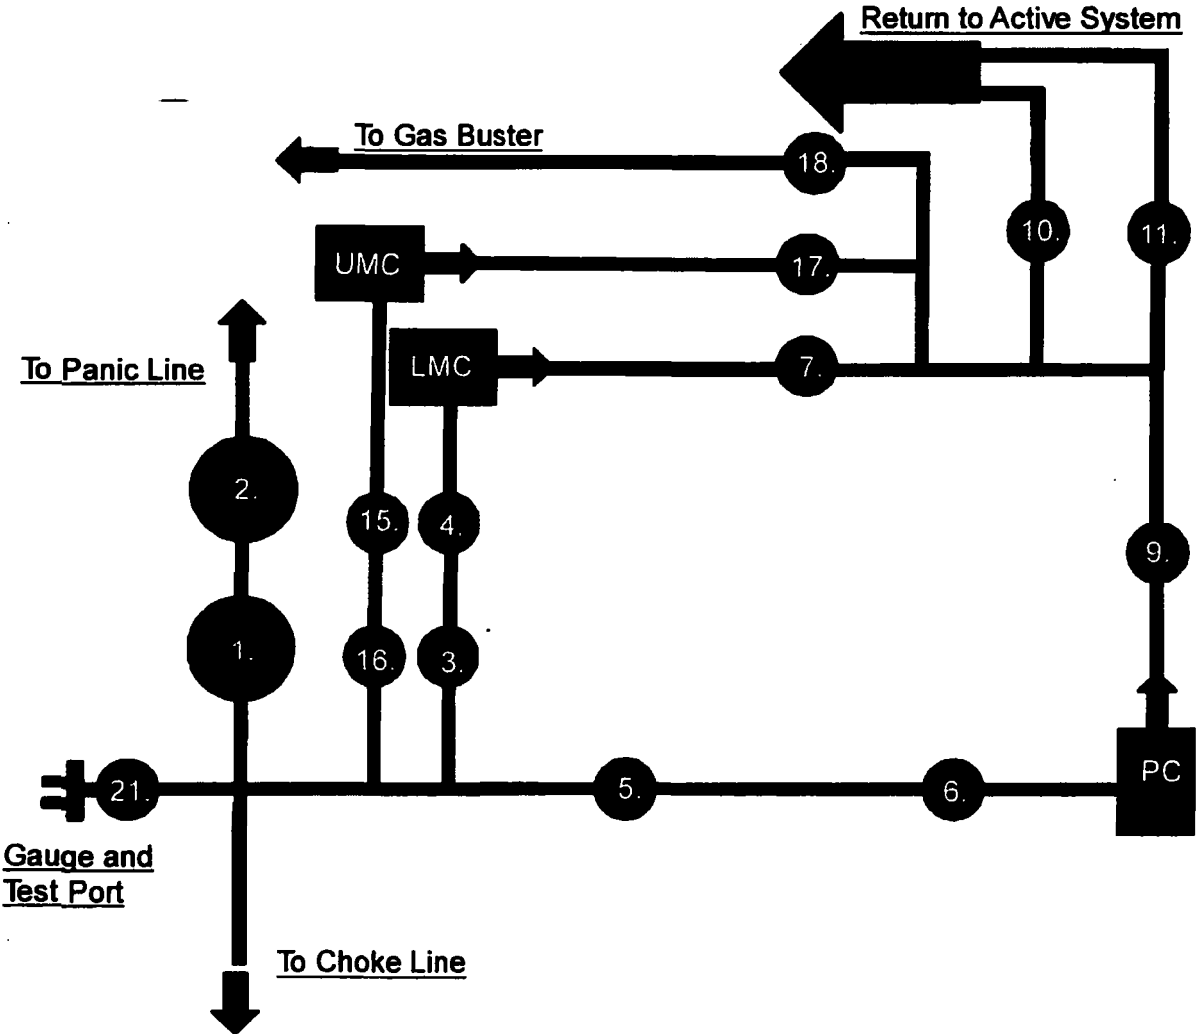 Return to Active System
To Gas Buster
18.
10.
11.
UMC
17.
To Panic Line
LMC
7.
2.
15.
4.
9.
1.
16.
3.
21.
5.
6.
PC
Gauge and
Test Port
To Choke Line